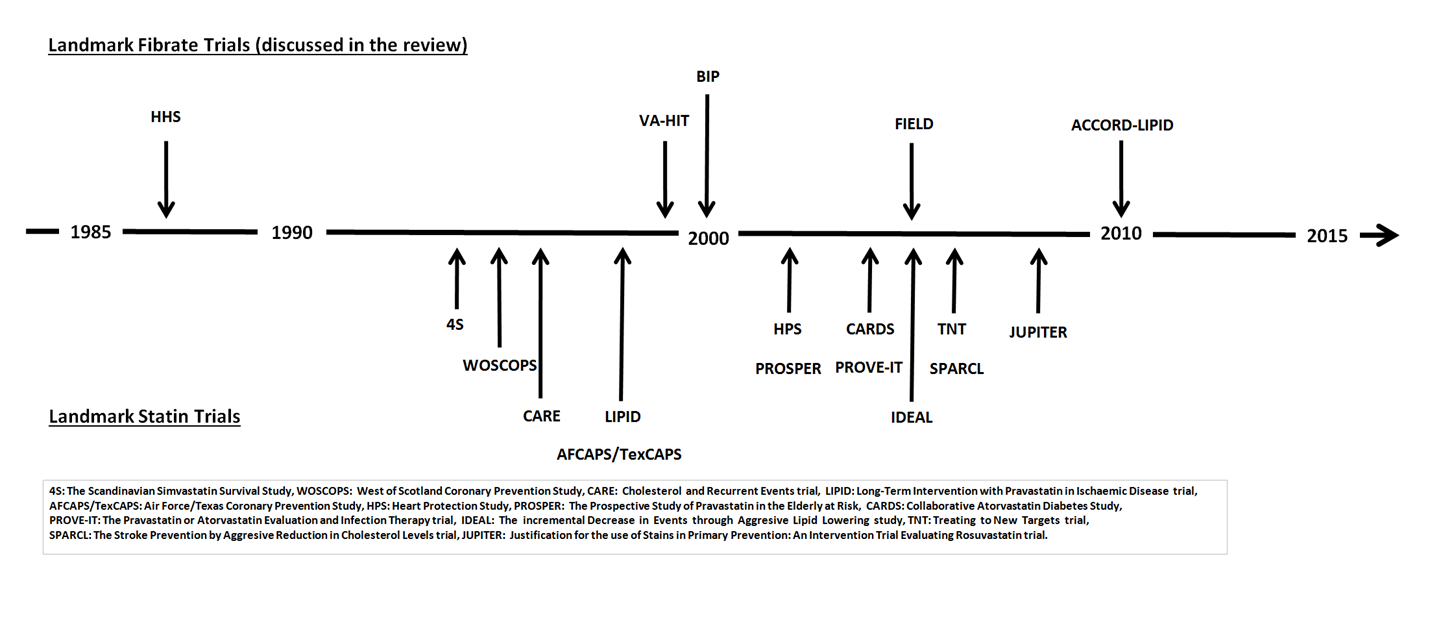 Landmark Fibrate Trials (discussed in the review)
BIP
HHS
VA-HIT
FIELD
ACCORD-LIPID
1985
1990
2000
2010
2015
4S
HPS
CARDS
TNT
JUPITER
WOSCOPS
PROSPER
PROVE-IT
SPARCL
Landmark Statin Trials
CARE
LIPID
IDEAL
AFCAPS/TexCAPS
4S: The Scandinavian Simvastatin Survival Study, WOSCOPS: West of Scotland Coronary Prevention Study, CARE: Cholesterol and Recurrent Events trial, LIPID: Long-Term Intervention with Pravastatin in Ischaemic Disease trial,
AFCAPS/TexCAPS: Air Force/Texas Coronary Prevention Study, HPS: Heart Protection Study, PROSPER: The Prospective Study of Pravastatin in the Elderly at Risk, CARDS: Collaborative Atorvastatin Diabetes Study,
PROVE-IT: The Pravastatin or Atorvastatin Evaluation and Infection Therapy trial, IDEAL: The incremental Decrease in Events through Aggresive Lipid Lowering study, TNT: Treating to New Targets trial,
SPARCL: The Stroke Prevention by Aggresive Reduction in Cholesterol Levels trial, JUPITER: Justification for the use of Stains in Primary Prevention: An Intervention Trial Evaluating Rosuvastatin trial.